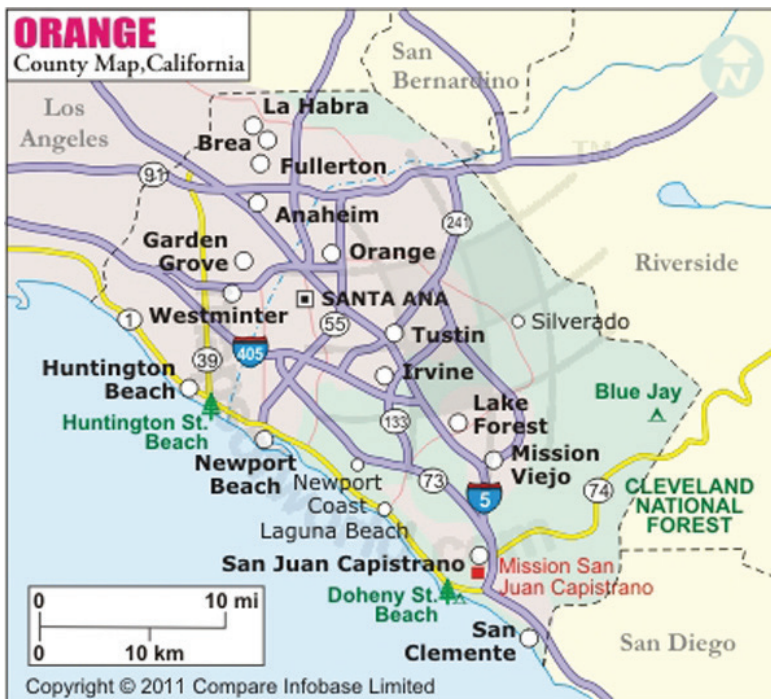 ORANGE
County Map,California
San
Bernardino
N
Los
Angeles
La Habra
Brea
Fullerton
TM
91
Anaheim
241
Garden
Grove
Orange
Riverside
SANTA ANA
Westminter
1
55
Tustin
Silverado
39
405
Huntington
Beach
Irvine
Blue Jay
Huntington St.
Beach
133
Lake
Forest
Newport
Beach
Mission
Viejo
Newport
Coast
73
5
74
CLEVELAND
NATIONAL
FOREST
Laguna Beach
San Juan Capistrano
Mission San
Juan Capistrano
Doheny St.
Beach
0 10 mi
0 10 km
San
Clemente
San Diego
Copyright © 2011 Compare Infobase Limited